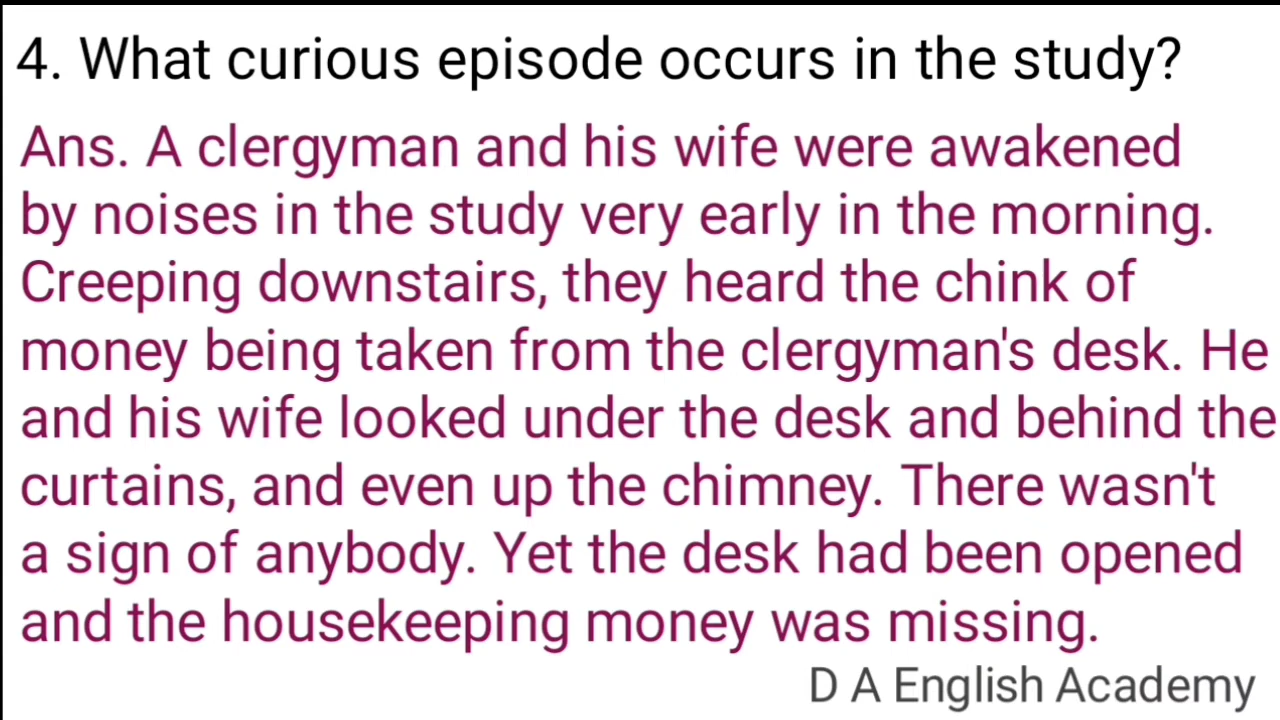 4. What curious episode occurs in the study?
Ans. A clergyman and his wife were awakened
by noises in the study very early in the morning.
Creeping downstairs, they heard the chink of
money being taken from the clergyman's desk. He
and his wife looked under the desk and behind the
curtains, and even up the chimney. There wasn't
a sign of anybody. Yet the desk had been opened
and the housekeeping money was missing.
D A English Academy